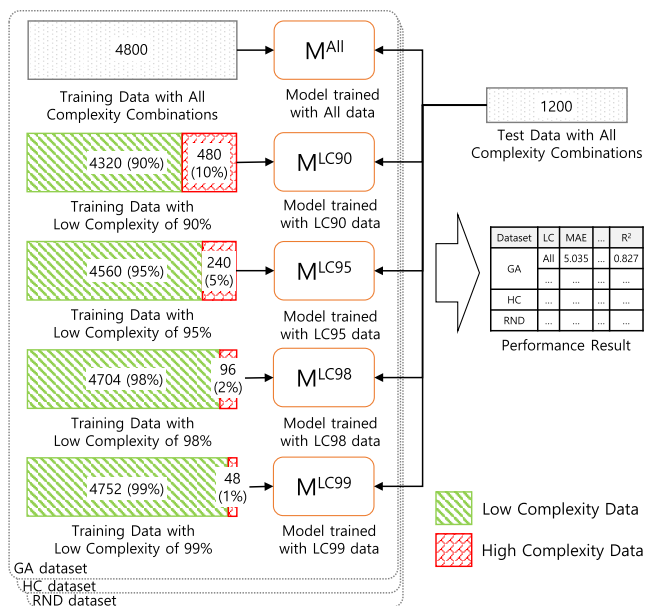 4800
M^All
Training Data with All
Complexity Combinations
Model trained
with All data
1200
Test Data with All
Complexity Combinations
4320 (90%)
480
(10%)
M^LC90
Training Data with
Low Complexity of 90%
Model trained
with LC90 data
4560 (95%)
240
(5%)
M^LC95
Training Data with
Low Complexity of 95%
Model trained
with LC95 data
Dataset LC MAE ... R²
GA All 5.035 ... 0.827
... ... ... ...
HC ... ... ... ...
RND ... ... ... ...
Performance Result
4704 (98%)
96
(2%)
M^LC98
Training Data with
Low Complexity of 98%
Model trained
with LC98 data
4752 (99%)
48
(1%)
M^LC99
Training Data with
Low Complexity of 99%
Model trained
with LC99 data
Low Complexity Data
High Complexity Data
GA dataset
HC dataset
RND dataset